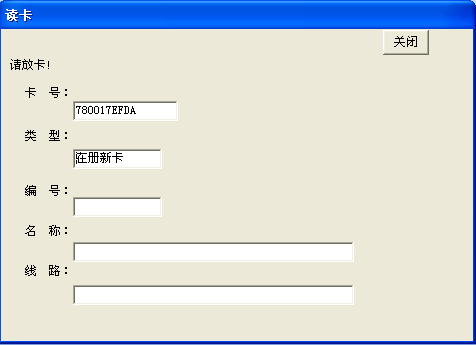 读卡
关闭
请放卡!
卡 号：
780017EFDA
类 型：
在册新卡
编 号：
名 称：
线 路：